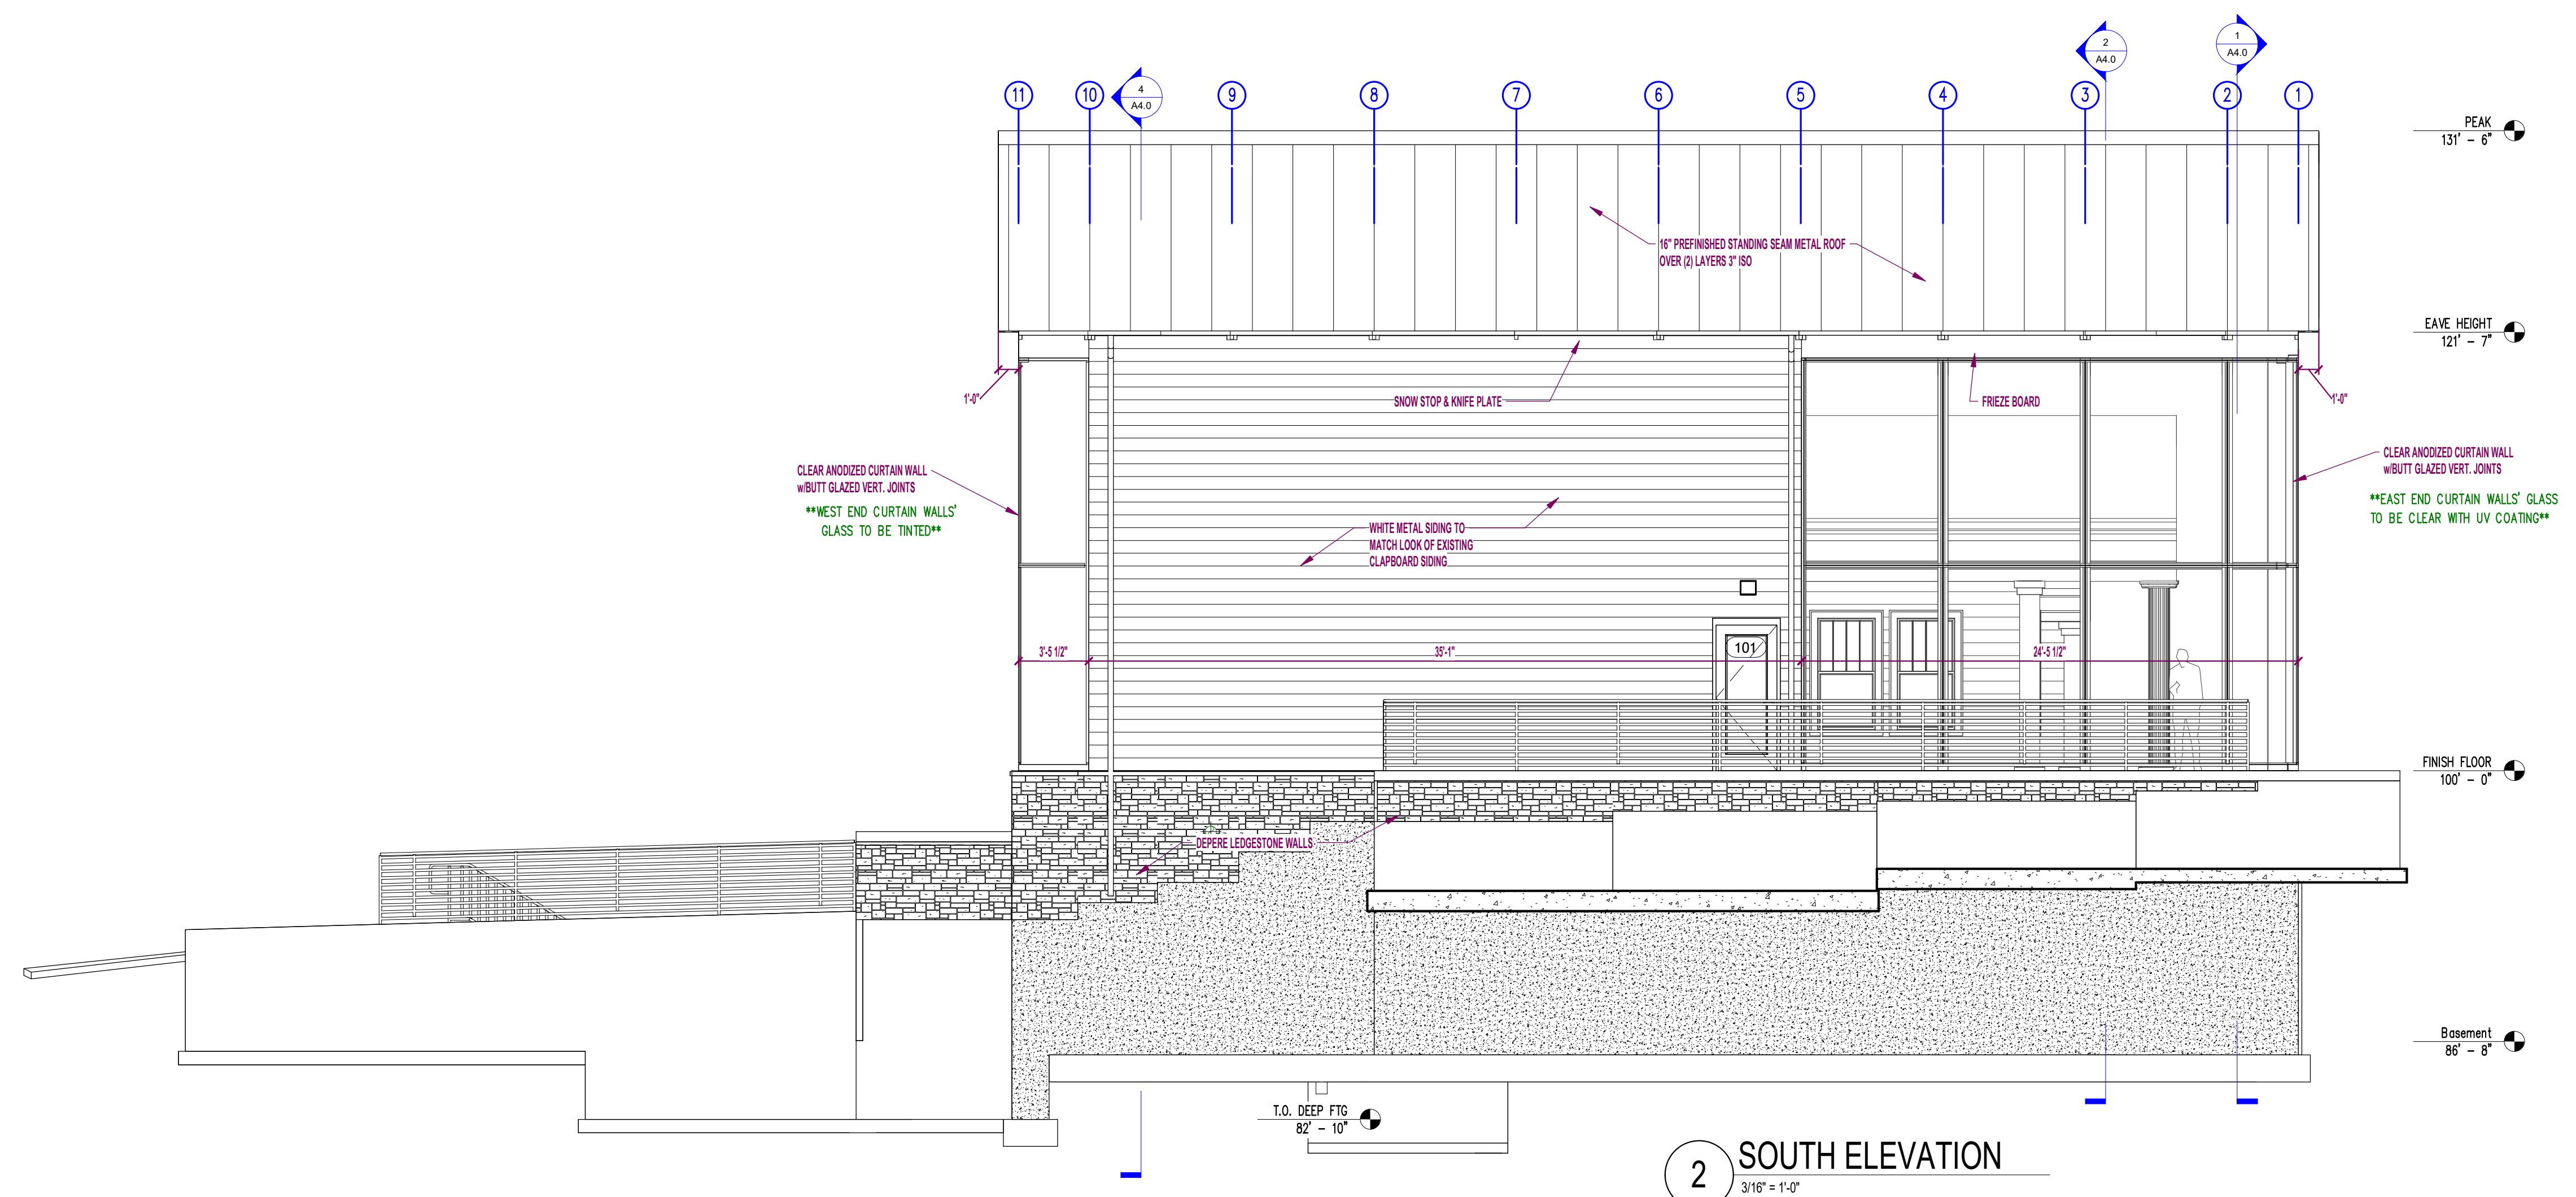 1
A4.0
2
A4.0
4
A4.0
11
10
9
8
7
6
5
4
3
2
1
PEAK
131' - 6"
16" PREFINISHED STANDING SEAM METAL ROOF
OVER (2) LAYERS 3" ISO
EAVE HEIGHT
121' - 7"
1'-0"
SNOW STOP & KNIFE PLATE
FRIEZE BOARD
1'-0"
CLEAR ANODIZED CURTAIN WALL
w/BUTT GLAZED VERT. JOINTS
**WEST END CURTAIN WALLS'
GLASS TO BE TINTED**
CLEAR ANODIZED CURTAIN WALL
w/BUTT GLAZED VERT. JOINTS
**EAST END CURTAIN WALLS' GLASS
TO BE CLEAR WITH UV COATING**
WHITE METAL SIDING TO
MATCH LOOK OF EXISTING
CLAPBOARD SIDING
101
3'-5 1/2"
35'-1"
24'-5 1/2"
FINISH FLOOR
100' - 0"
DEPERE LEDGESTONE WALLS
Basement
86' - 8"
T.O. DEEP FTG
82' - 10"
2
SOUTH ELEVATION
3/16" = 1'-0"